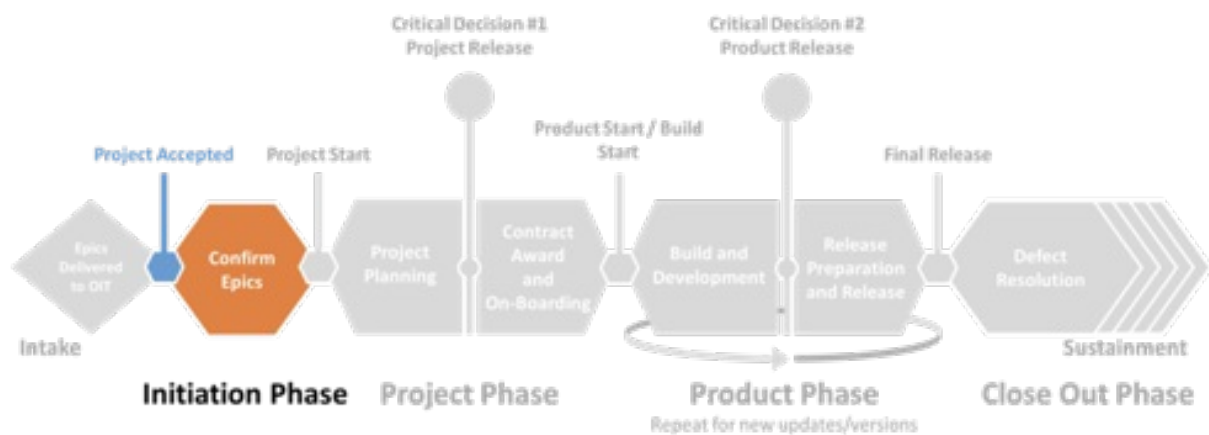 Critical Decision #1
Project Release
Critical Decision #2
Product Release
Project Accepted
Project Start
Product Start / Build
Start
Final Release
Epics
Delivered
to OIT
Confirm
Epics
Project
Planning
Contract
Award
and
On-Boarding
Build and
Development
Release
Preparation
and Release
Defect
Resolution
Intake
Sustainment
Initiation Phase
Project Phase
Product Phase
Close Out Phase
Repeat for new updates/versions